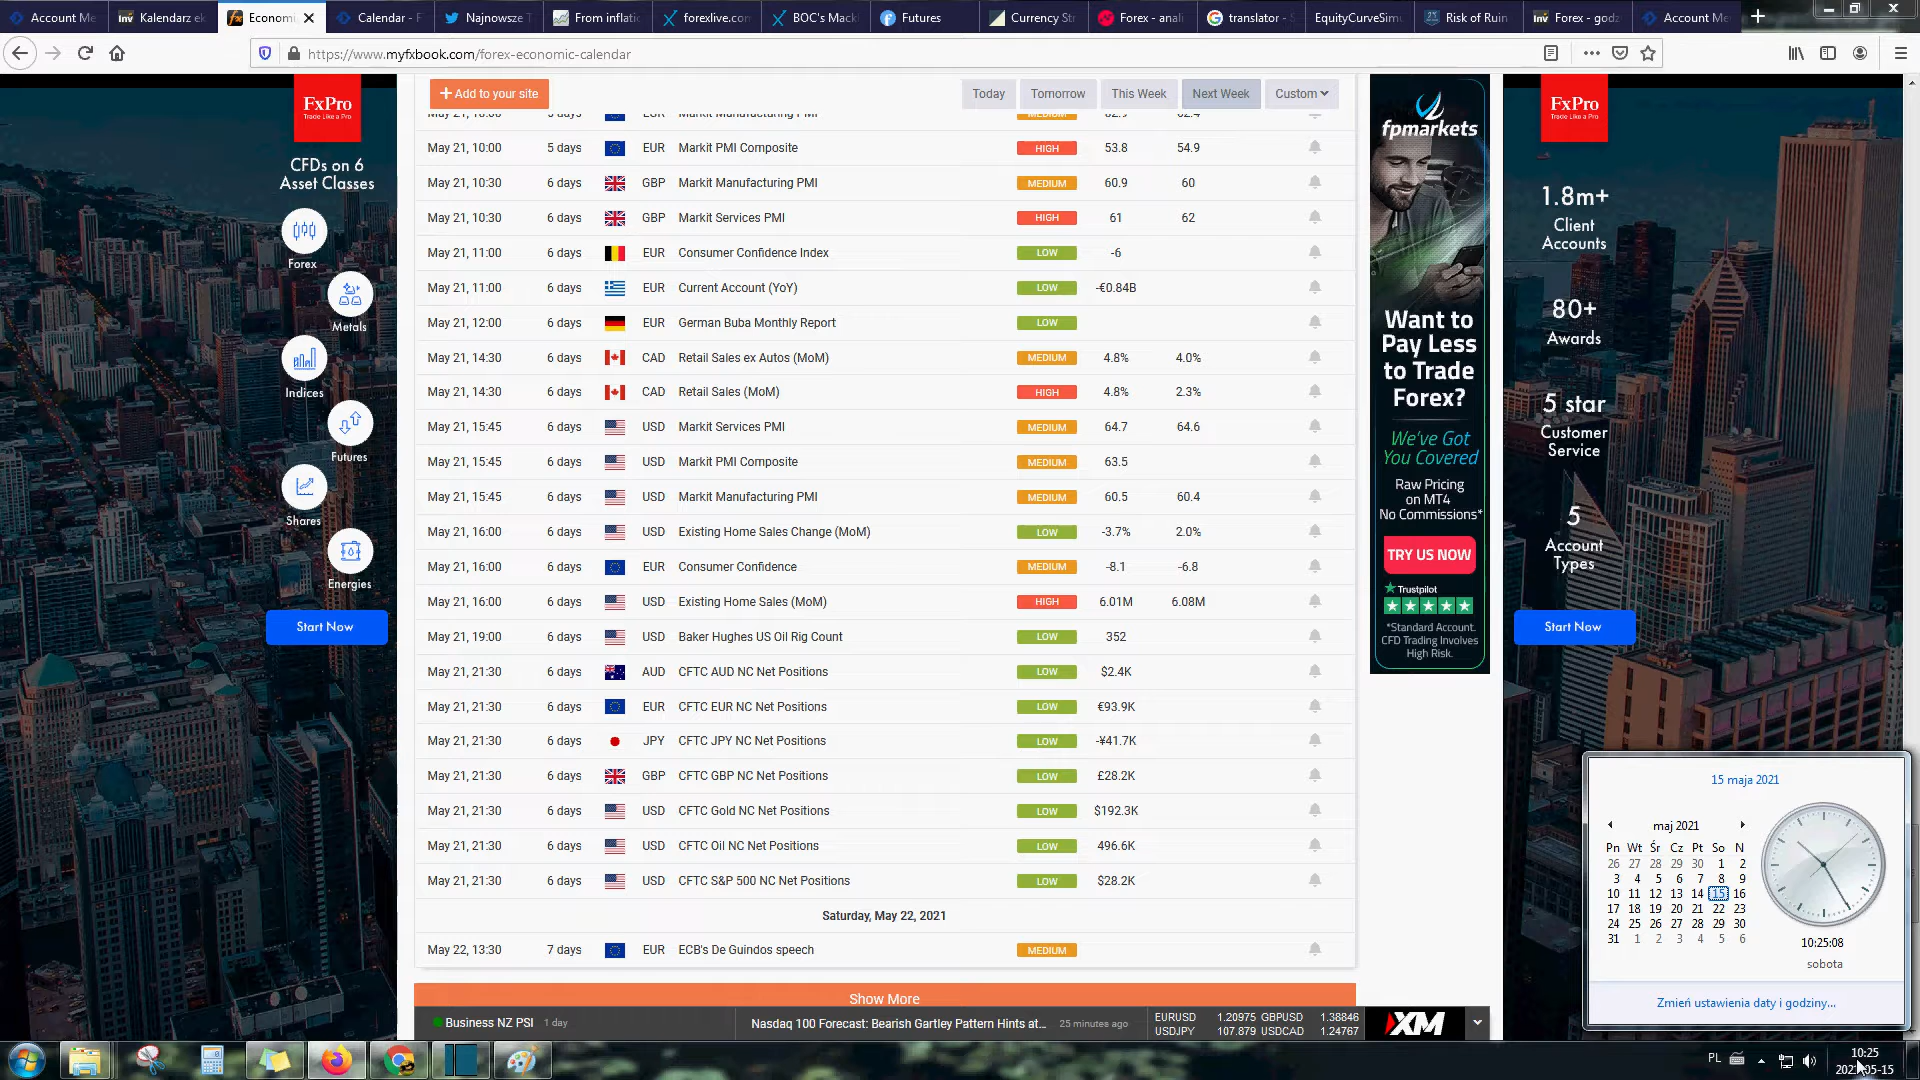 Account Me
Kalendarz ek
Economi
Calendar - F
Najnowsze T
From inflatio
forexlive.com
BOC's Mack
Futures
Currency Str
Forex - anali
translator - S
EquityCurveSimu
Risk of Ruin
Forex - godz
Account Me
https://www.myfxbook.com/forex-economic-calendar
FxPro
Trade Like a Pro
CFDs on 6
Asset Classes
Forex
Metals
Indices
Futures
Shares
Energies
Start Now
+ Add to your site
Today Tomorrow This Week Next Week Custom
May 21, 10:00 5 days EUR Markit PMI Composite HIGH 53.8 54.9
May 21, 10:30 6 days GBP Markit Manufacturing PMI MEDIUM 60.9 60
May 21, 10:30 6 days GBP Markit Services PMI HIGH 61 62
May 21, 11:00 6 days EUR Consumer Confidence Index LOW -6
May 21, 11:00 6 days EUR Current Account (YoY) LOW -€0.84B
May 21, 12:00 6 days EUR German Buba Monthly Report LOW
May 21, 14:30 6 days CAD Retail Sales ex Autos (MoM) MEDIUM 4.8% 4.0%
May 21, 14:30 6 days CAD Retail Sales (MoM) HIGH 4.8% 2.3%
May 21, 15:45 6 days USD Markit Services PMI MEDIUM 64.7 64.6
May 21, 15:45 6 days USD Markit PMI Composite MEDIUM 63.5
May 21, 15:45 6 days USD Markit Manufacturing PMI MEDIUM 60.5 60.4
May 21, 16:00 6 days USD Existing Home Sales Change (MoM) LOW -3.7% 2.0%
May 21, 16:00 6 days EUR Consumer Confidence MEDIUM -8.1 -6.8
May 21, 16:00 6 days USD Existing Home Sales (MoM) HIGH 6.01M 6.08M
May 21, 19:00 6 days USD Baker Hughes US Oil Rig Count LOW 352
May 21, 21:30 6 days AUD CFTC AUD NC Net Positions LOW $2.4K
May 21, 21:30 6 days EUR CFTC EUR NC Net Positions LOW €93.9K
May 21, 21:30 6 days JPY CFTC JPY NC Net Positions LOW -¥41.7K
May 21, 21:30 6 days GBP CFTC GBP NC Net Positions LOW £28.2K
May 21, 21:30 6 days USD CFTC Gold NC Net Positions LOW $192.3K
May 21, 21:30 6 days USD CFTC Oil NC Net Positions LOW 496.6K
May 21, 21:30 6 days USD CFTC S&P 500 NC Net Positions LOW $28.2K
Saturday, May 22, 2021
May 22, 13:30 7 days EUR ECB's De Guindos speech MEDIUM
Show More
Business NZ PSI 1 day
Nasdaq 100 Forecast: Bearish Gartley Pattern Hints at... 25 minutes ago
EURUSD 1.20975 GBPUSD 1.38846
USDJPY 107.879 USDCAD 1.24767
XM
fpmarkets
Want to
Pay Less
to Trade
Forex?
We've Got
You Covered
Raw Pricing
on MT4
No Commissions*
TRY US NOW
Trustpilot
*Standard Account.
CFD Trading Involves
High Risk.
FxPro
Trade Like a Pro
1.8m+
Client
Accounts
80+
Awards
5 star
Customer
Service
5
Account
Types
Start Now
15 maja 2021
maj 2021
Pn Wt Śr Cz Pt So N
26 27 28 29 30 1 2
3 4 5 6 7 8 9
10 11 12 13 14 15 16
17 18 19 20 21 22 23
24 25 26 27 28 29 30
31 1 2 3 4 5 6
10:25:08
sobota
Zmień ustawienia daty i godziny...
PL
10:25